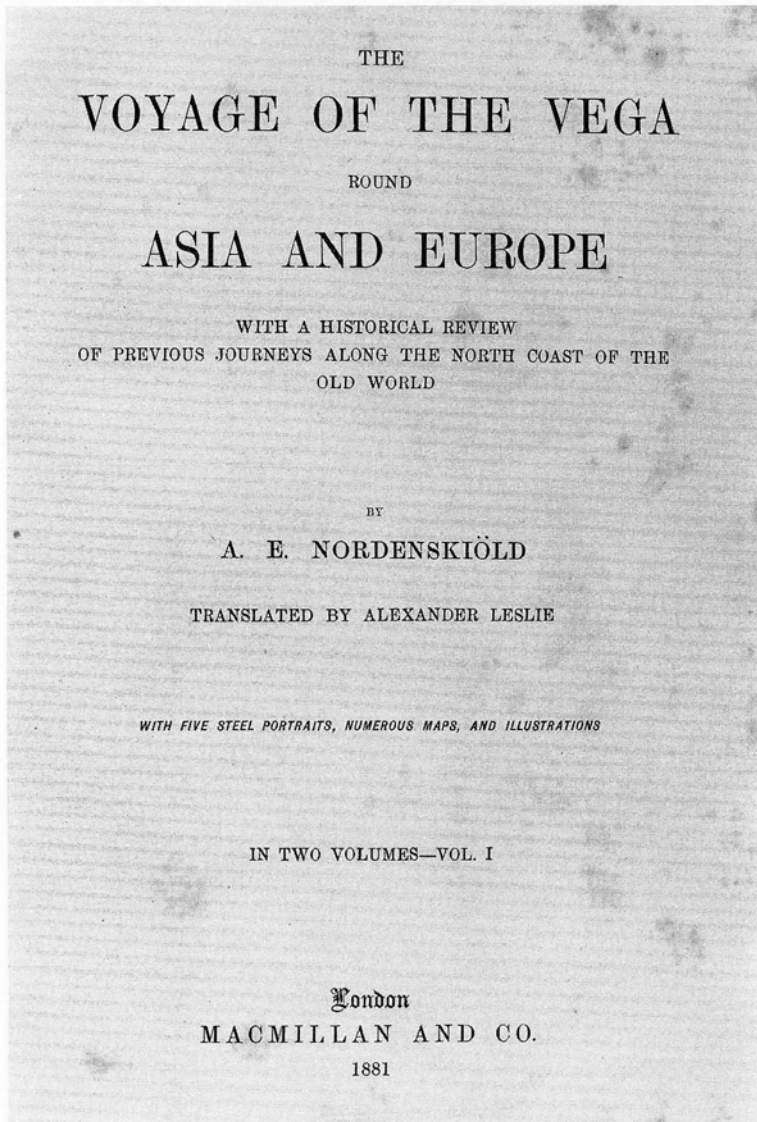 THE
VOYAGE OF THE VEGA
ROUND
ASIA AND EUROPE
WITH A HISTORICAL REVIEW
OF PREVIOUS JOURNEYS ALONG THE NORTH COAST OF THE
OLD WORLD
BY
A. E. NORDENSKIÖLD
TRANSLATED BY ALEXANDER LESLIE
WITH FIVE STEEL PORTRAITS, NUMEROUS MAPS, AND ILLUSTRATIONS
IN TWO VOLUMES—VOL. I
London
MACMILLAN AND CO.
1881